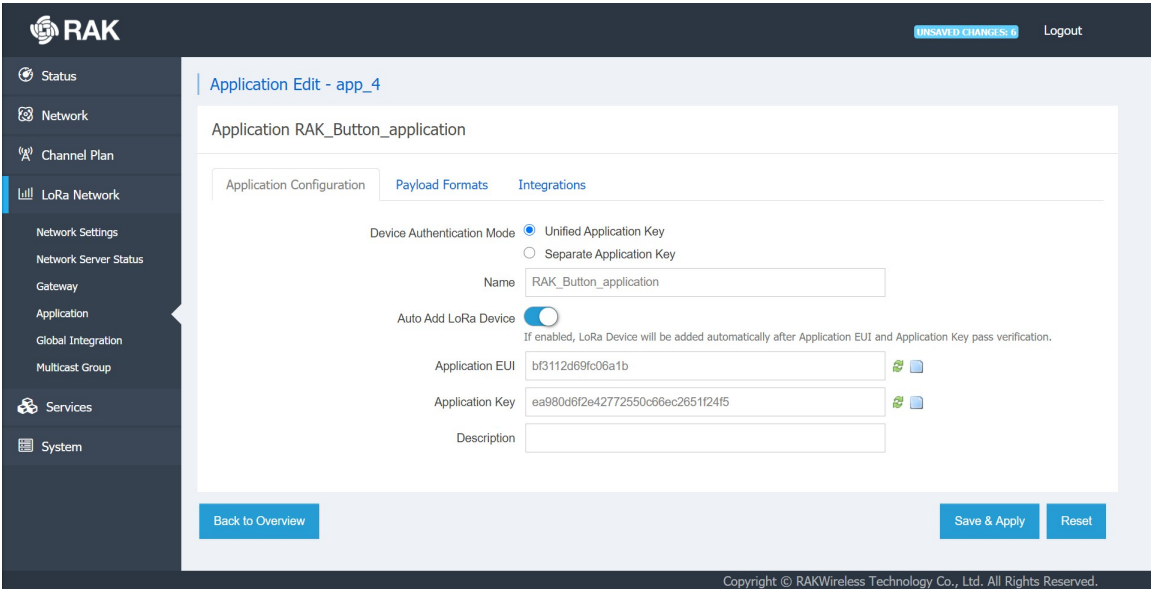 RAK
UNSAVED CHANGES: 6
Logout
Status
Network
Channel Plan
LoRa Network
Network Settings
Network Server Status
Gateway
Application
Global Integration
Multicast Group
Services
System
Application Edit - app_4
Application RAK_Button_application
Application Configuration Payload Formats Integrations
Device Authentication Mode Unified Application Key
Separate Application Key
Name RAK_Button_application
Auto Add LoRa Device
If enabled, LoRa Device will be added automatically after Application EUI and Application Key pass verification.
Application EUI bf3112d69fc06a1b
Application Key ea980d6f2e42772550c66ec2651f24f5
Description
Back to Overview Save & Apply Reset
Copyright © RAKWireless Technology Co., Ltd. All Rights Reserved.